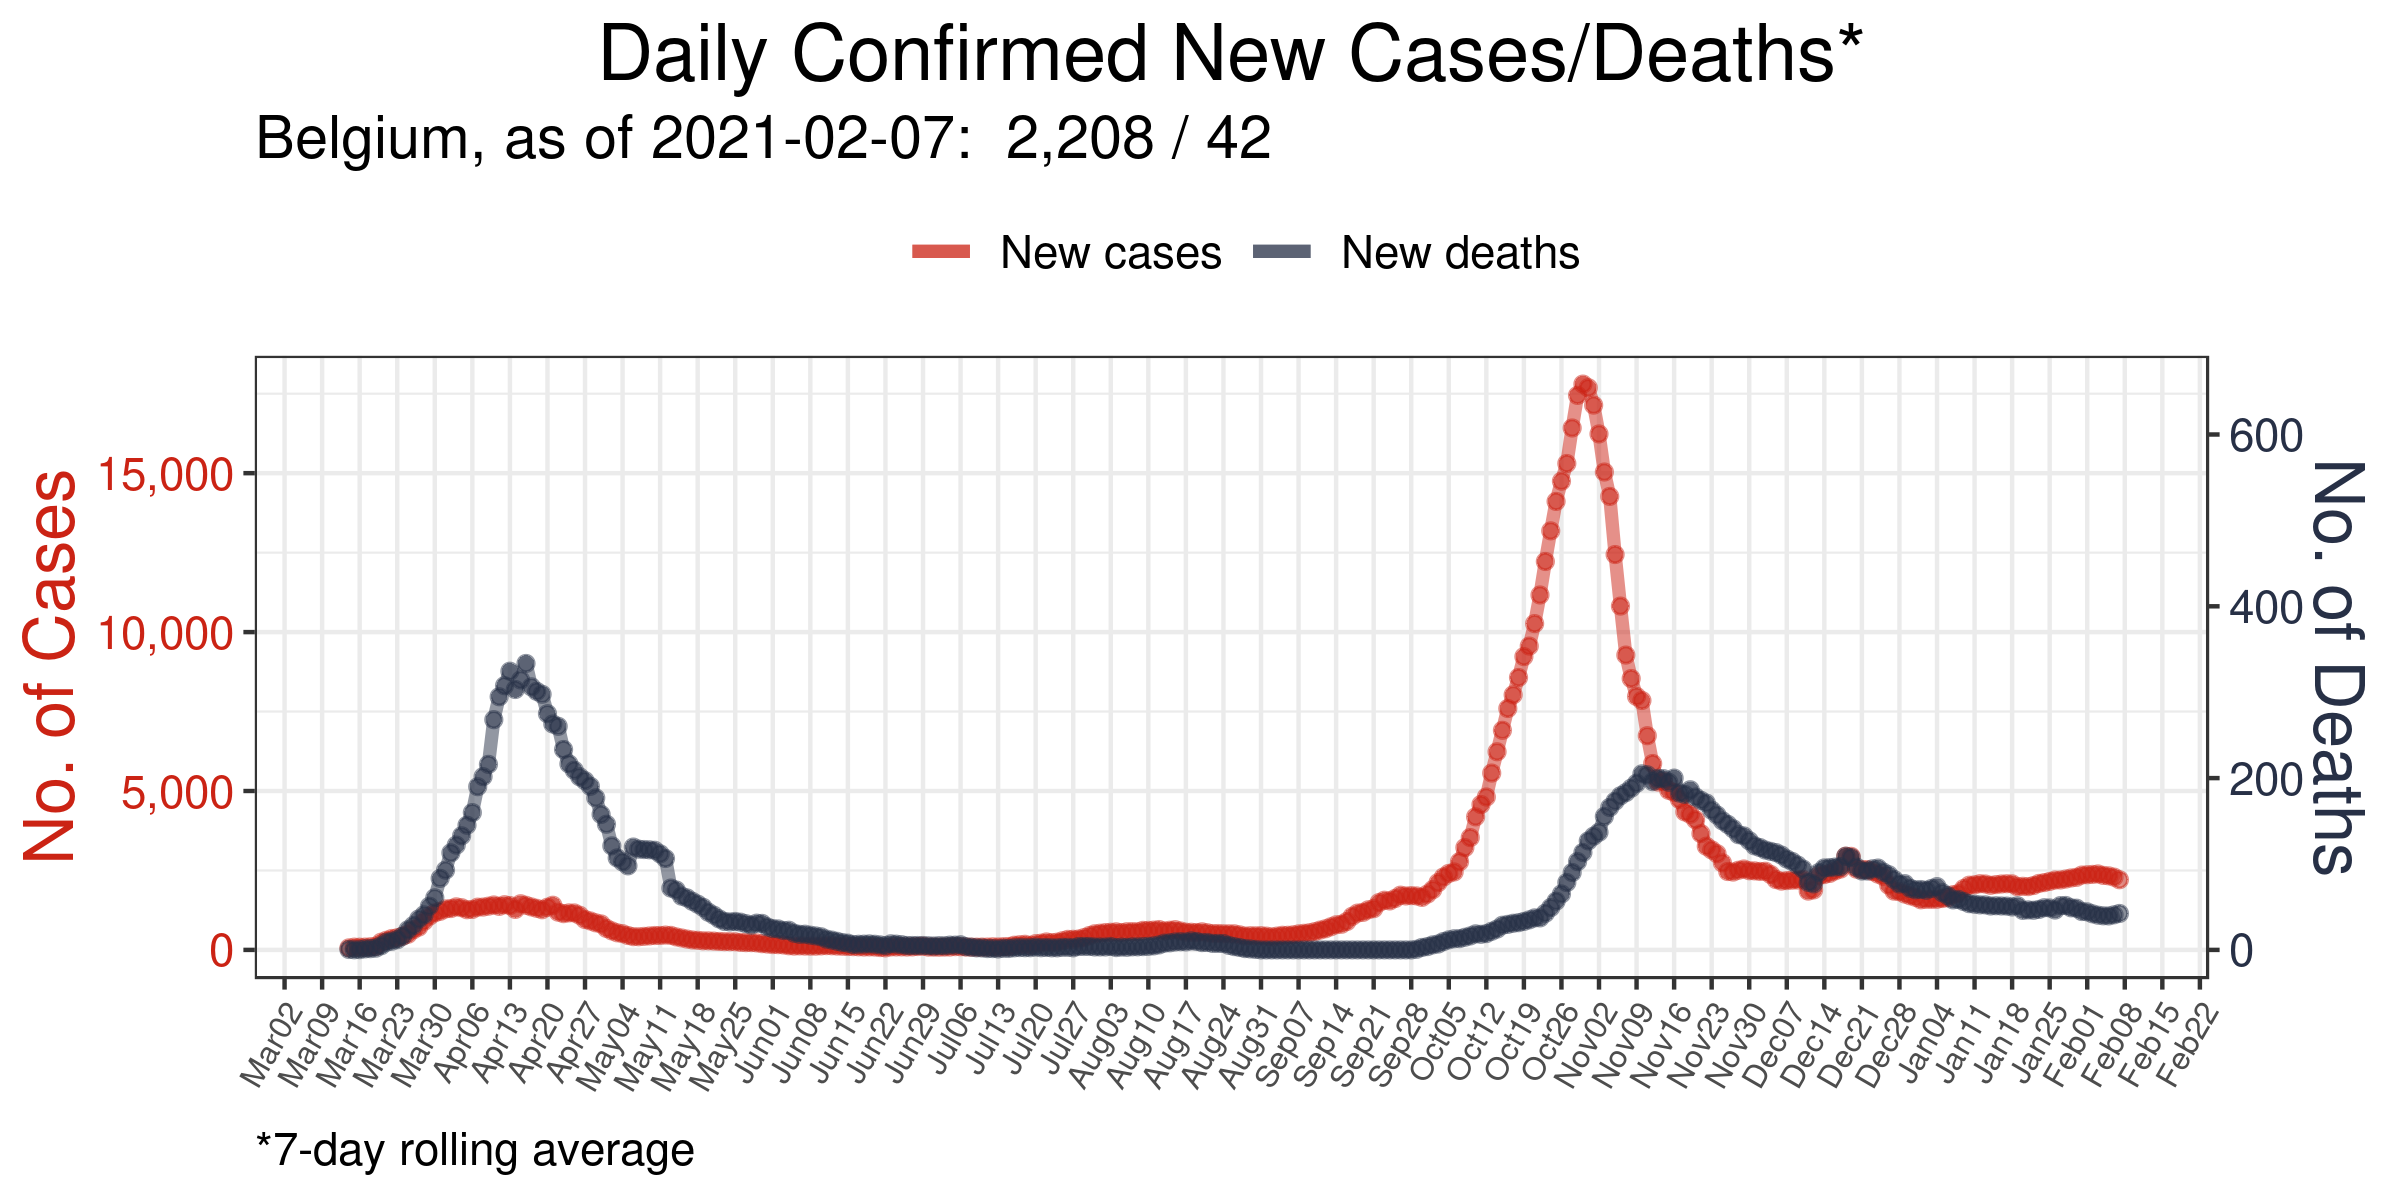 Daily Confirmed New Cases/Deaths*
Belgium, as of 2021-02-07:  2,208 / 42
New cases New deaths
No. of Cases
15,000
10,000
5,000
0
600
400
200
0
No. of Deaths
Mar02 Mar09 Mar16 Mar23 Mar30 Apr06 Apr13 Apr20 Apr27 May04 May11 May18 May25 Jun01 Jun08 Jun15 Jun22 Jun29 Jul06 Jul13 Jul20 Jul27 Aug03 Aug10 Aug17 Aug24 Aug31 Sep07 Sep14 Sep21 Sep28 Oct05 Oct12 Oct19 Oct26 Nov02 Nov09 Nov16 Nov23 Nov30 Dec07 Dec14 Dec21 Dec28 Jan04 Jan11 Jan18 Jan25 Feb01 Feb08 Feb15 Feb22
*7-day rolling average